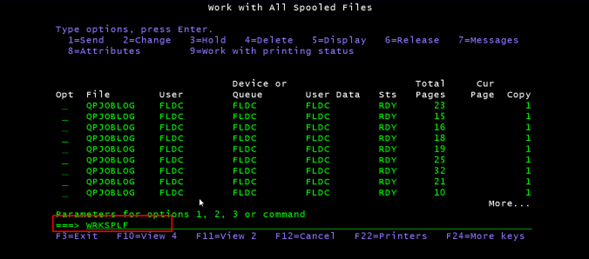 Work with All Spooled Files
Type options, press Enter.
1=Send 2=Change 3=Hold 4=Delete 5=Display 6=Release 7=Messages
8=Attributes 9=Work with printing status
Device or Total Cur
Opt File User Queue User Data Sts Pages Page Copy
_ QPJOBLOG FLDC FLDC FLDC RDY 23 1
_ QPJOBLOG FLDC FLDC FLDC RDY 15 1
_ QPJOBLOG FLDC FLDC FLDC RDY 16 1
_ QPJOBLOG FLDC FLDC FLDC RDY 18 1
_ QPJOBLOG FLDC FLDC FLDC RDY 19 1
_ QPJOBLOG FLDC FLDC FLDC RDY 25 1
_ QPJOBLOG FLDC FLDC FLDC RDY 32 1
_ QPJOBLOG FLDC FLDC FLDC RDY 21 1
_ QPJOBLOG FLDC FLDC FLDC RDY 10 1
More...
Parameters for options 1, 2, 3 or command
===> WRKSPLF
F3=Exit F10=View 4 F11=View 2 F12=Cancel F22=Printers F24=More keys